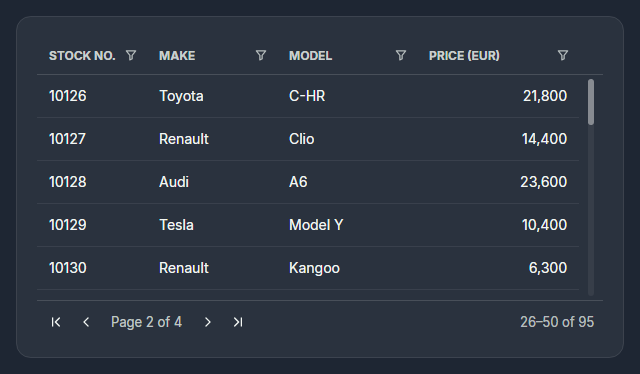 STOCK NO. MAKE MODEL PRICE (EUR)
10126 Toyota C-HR 21,800
10127 Renault Clio 14,400
10128 Audi A6 23,600
10129 Tesla Model Y 10,400
10130 Renault Kangoo 6,300
Page 2 of 4 26–50 of 95